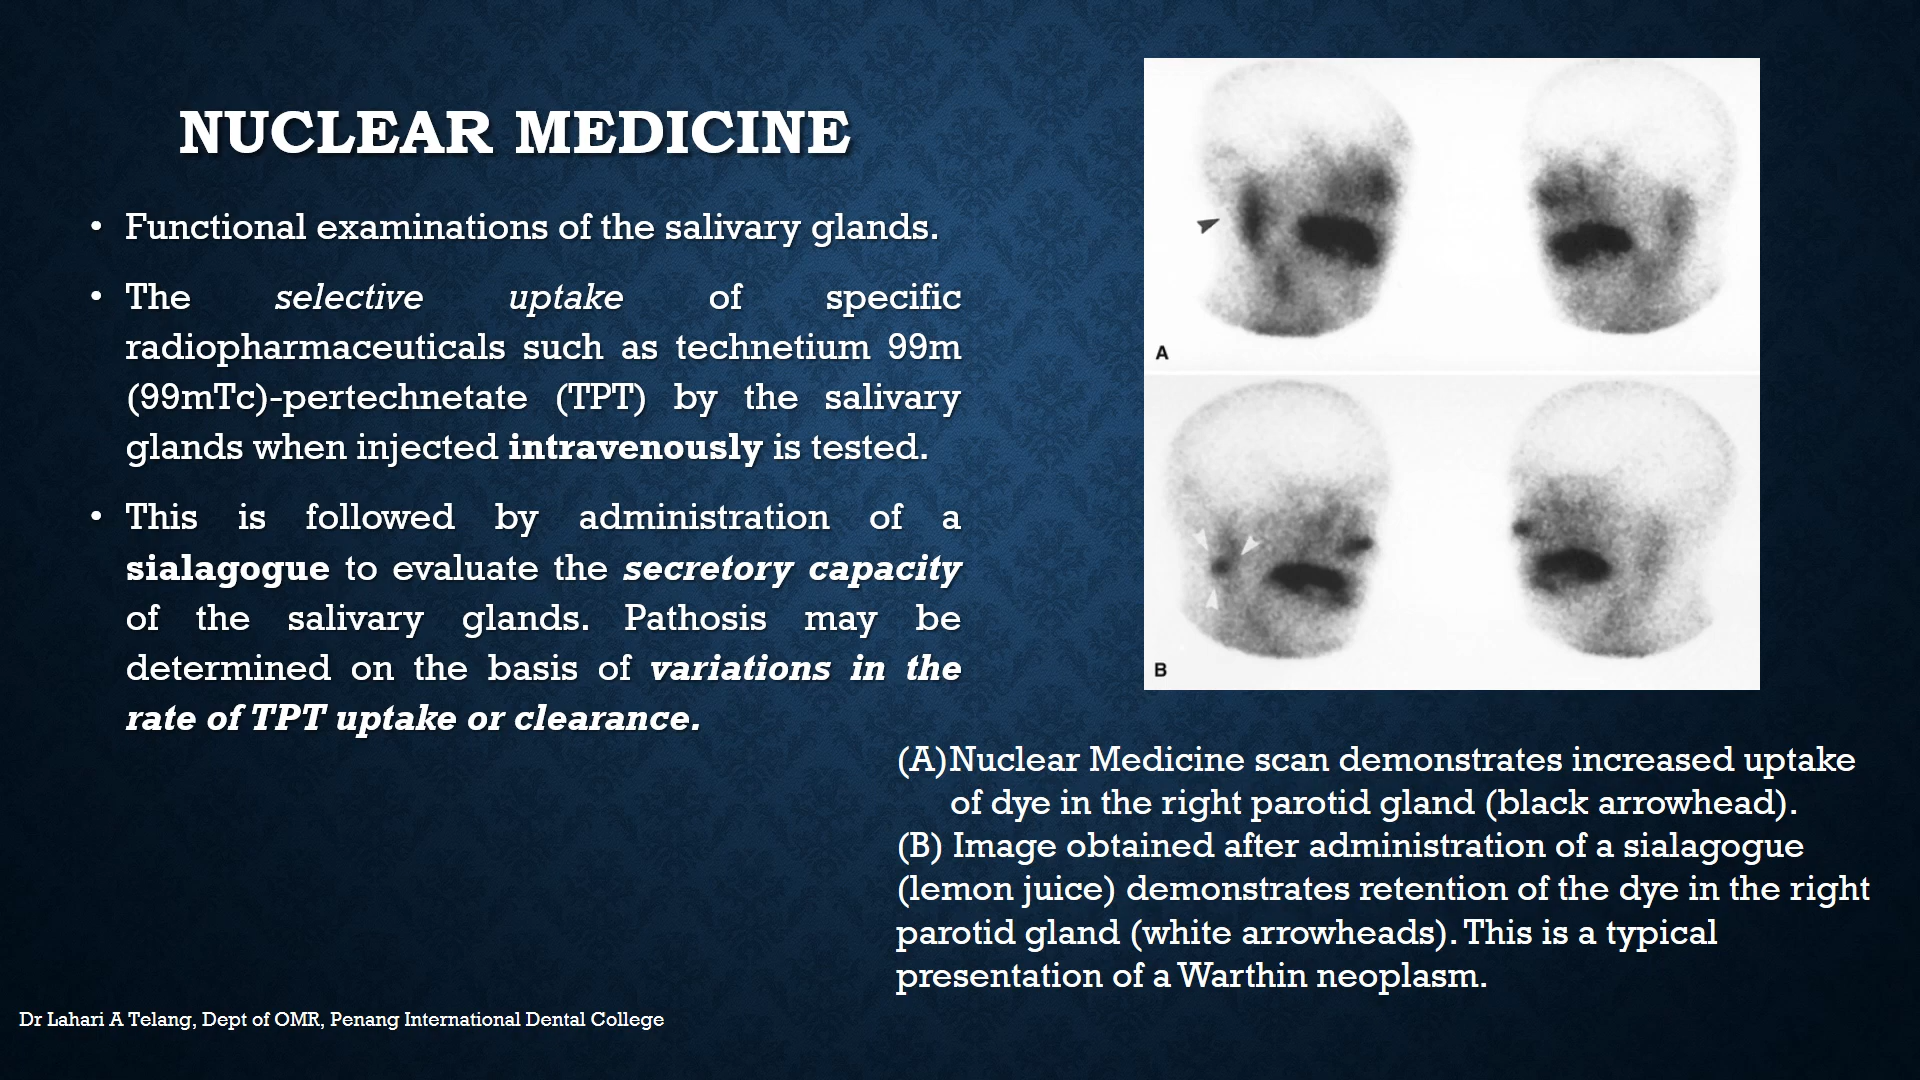 NUCLEAR MEDICINE
• Functional examinations of the salivary glands.
• The selective uptake of specific
radiopharmaceuticals such as technetium 99m
(99mTc)-pertechnetate (TPT) by the salivary
glands when injected intravenously is tested.
• This is followed by administration of a
sialagogue to evaluate the secretory capacity
of the salivary glands. Pathosis may be
determined on the basis of variations in the
rate of TPT uptake or clearance.
A
B
(A)Nuclear Medicine scan demonstrates increased uptake
of dye in the right parotid gland (black arrowhead).
(B) Image obtained after administration of a sialagogue
(lemon juice) demonstrates retention of the dye in the right
parotid gland (white arrowheads). This is a typical
presentation of a Warthin neoplasm.
Dr Lahari A Telang, Dept of OMR, Penang International Dental College